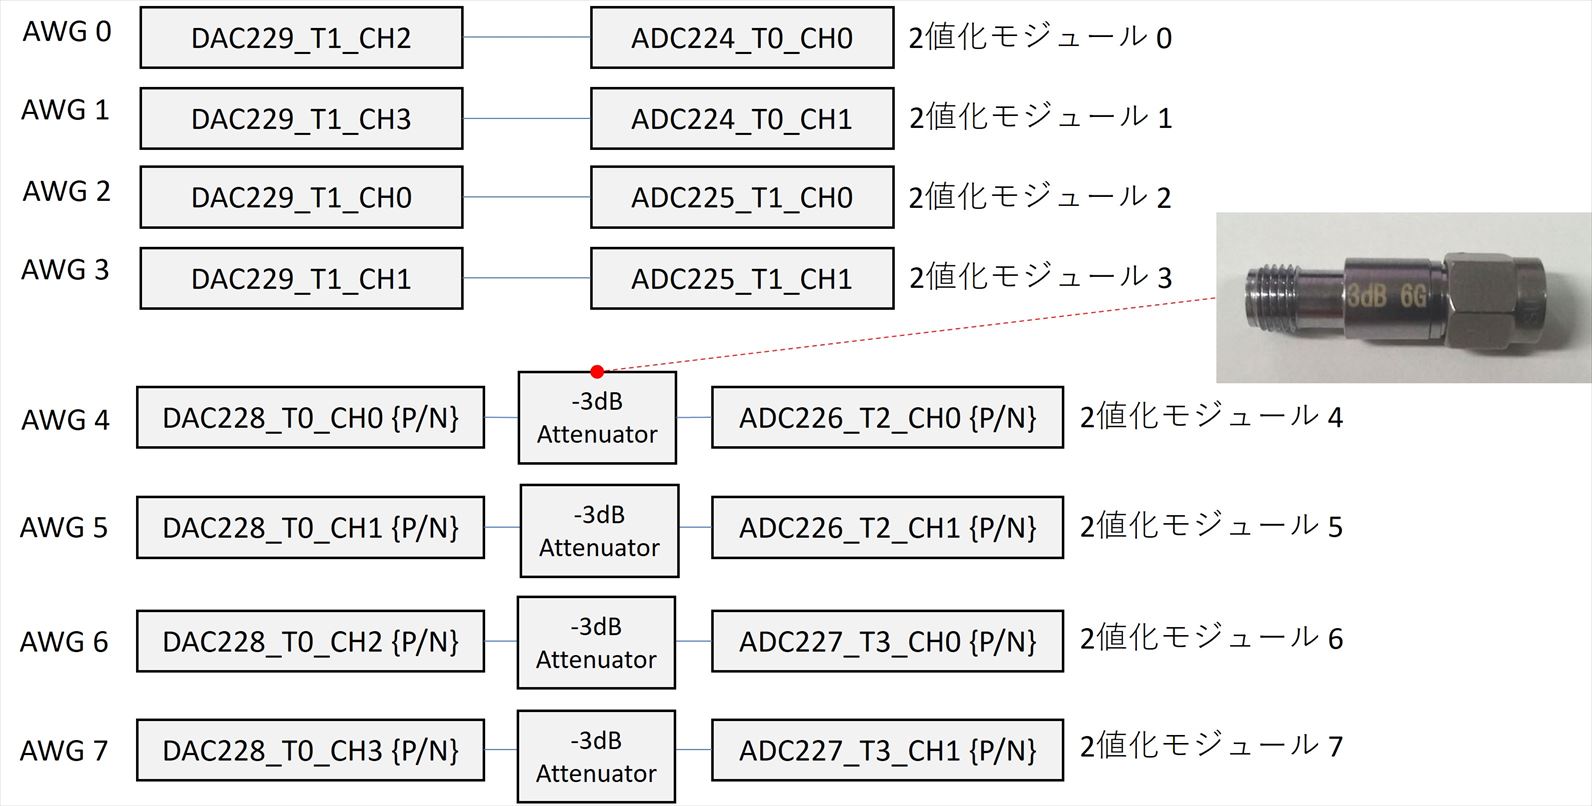 AWG 0 DAC229_T1_CH2 ADC224_T0_CH0 2値化モジュール 0
AWG 1 DAC229_T1_CH3 ADC224_T0_CH1 2値化モジュール 1
AWG 2 DAC229_T1_CH0 ADC225_T1_CH0 2値化モジュール 2
AWG 3 DAC229_T1_CH1 ADC225_T1_CH1 2値化モジュール 3
3dB 6G
AWG 4 DAC228_T0_CH0 {P/N} -3dB
Attenuator ADC226_T2_CH0 {P/N} 2値化モジュール 4
AWG 5 DAC228_T0_CH1 {P/N} -3dB
Attenuator ADC226_T2_CH1 {P/N} 2値化モジュール 5
AWG 6 DAC228_T0_CH2 {P/N} -3dB
Attenuator ADC227_T3_CH0 {P/N} 2値化モジュール 6
AWG 7 DAC228_T0_CH3 {P/N} -3dB
Attenuator ADC227_T3_CH1 {P/N} 2値化モジュール 7